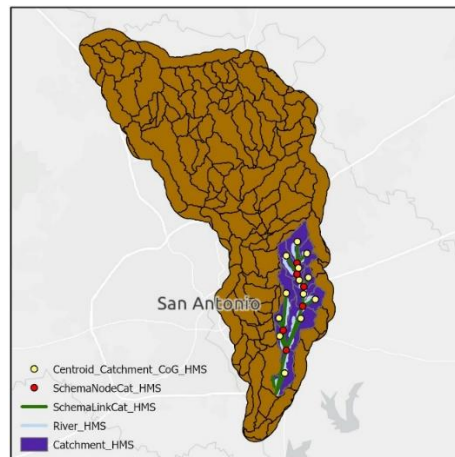 San Antonio
Centroid_Catchment_CoG_HMS
SchemaNodeCat_HMS
SchemaLinkCat_HMS
River_HMS
Catchment_HMS